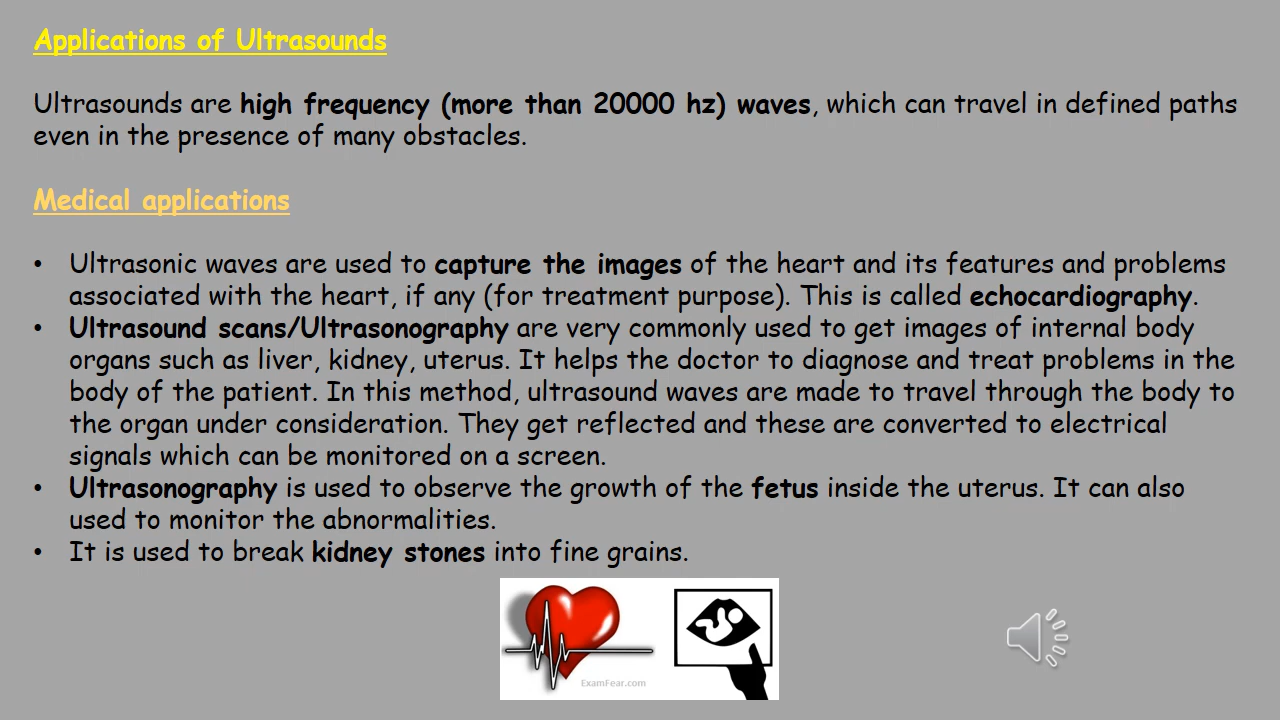 Applications of Ultrasounds
Ultrasounds are high frequency (more than 20000 hz) waves, which can travel in defined paths
even in the presence of many obstacles.
Medical applications
• Ultrasonic waves are used to capture the images of the heart and its features and problems
associated with the heart, if any (for treatment purpose). This is called echocardiography.
• Ultrasound scans/Ultrasonography are very commonly used to get images of internal body
organs such as liver, kidney, uterus. It helps the doctor to diagnose and treat problems in the
body of the patient. In this method, ultrasound waves are made to travel through the body to
the organ under consideration. They get reflected and these are converted to electrical
signals which can be monitored on a screen.
• Ultrasonography is used to observe the growth of the fetus inside the uterus. It can also
used to monitor the abnormalities.
• It is used to break kidney stones into fine grains.
ExamFear.com